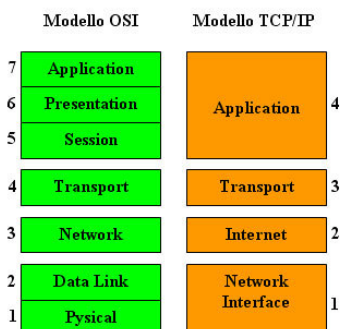 Modello OSI Modello TCP/IP
7 Application
6 Presentation Application 4
5 Session
4 Transport Transport 3
3 Network Internet 2
2 Data Link Network
Interface 1
1 Pysical